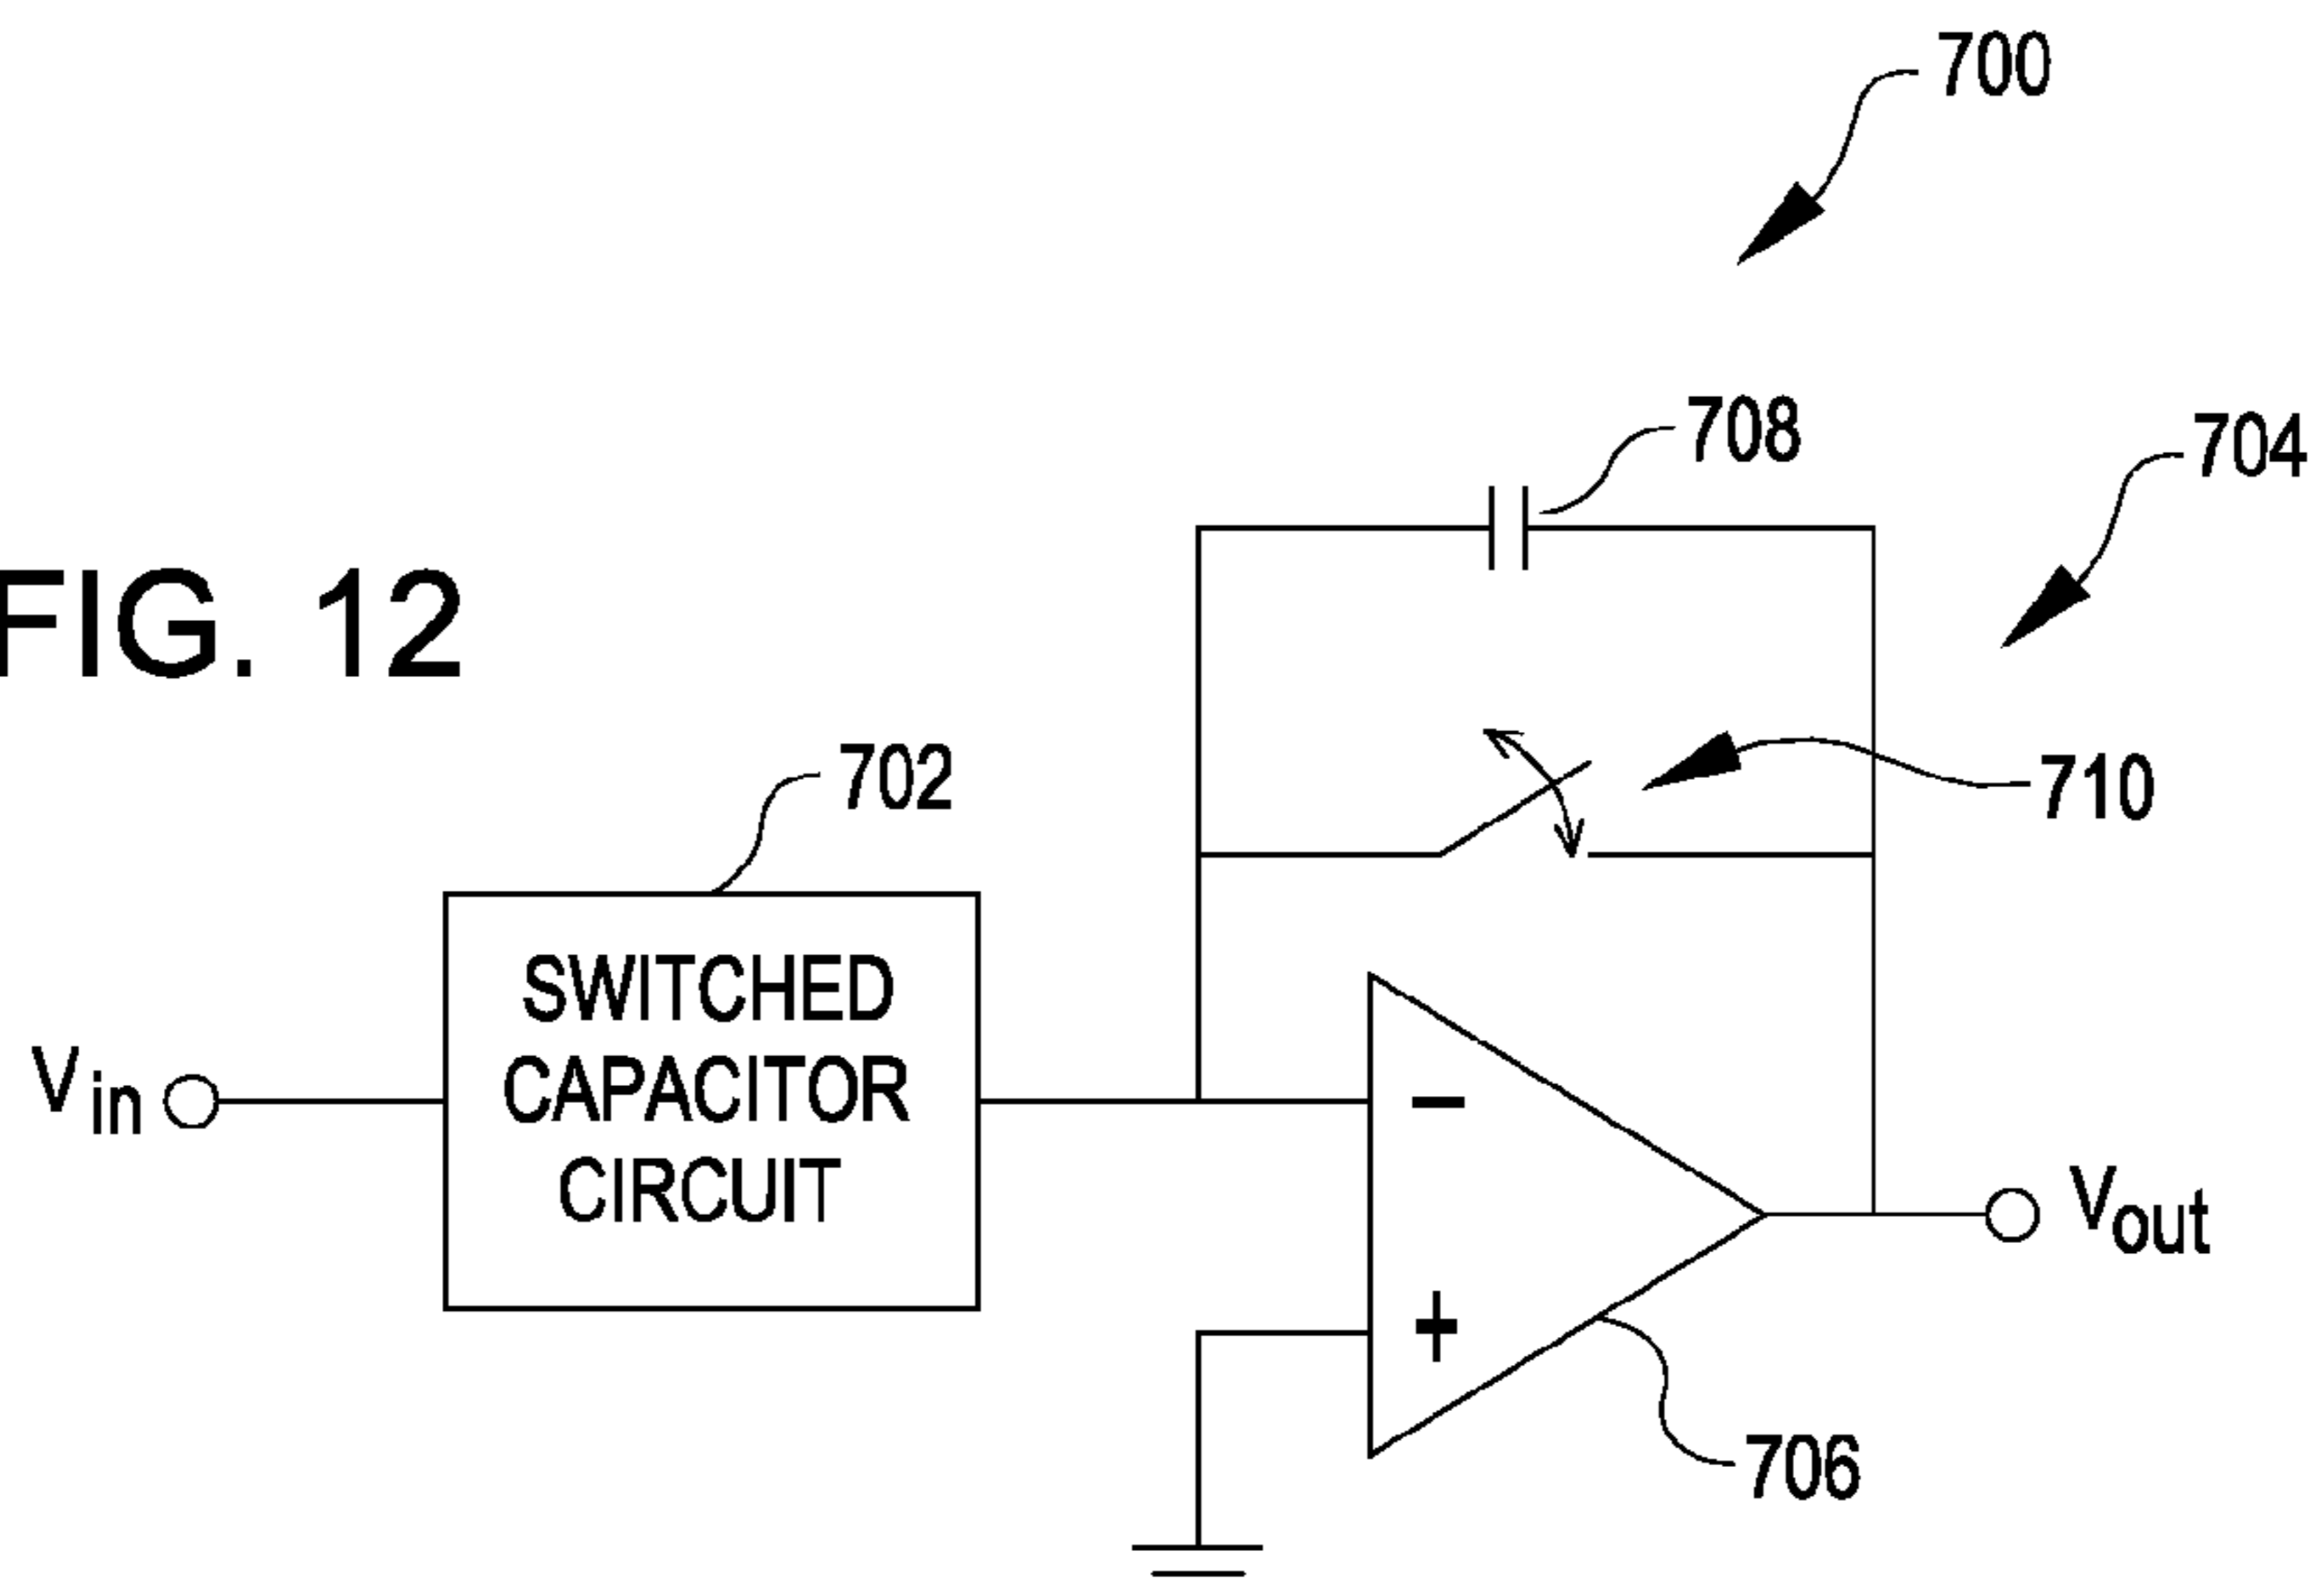 700
708
704
FIG. 12
702
710
SWITCHED
CAPACITOR
CIRCUIT
Vin
−
+
Vout
706